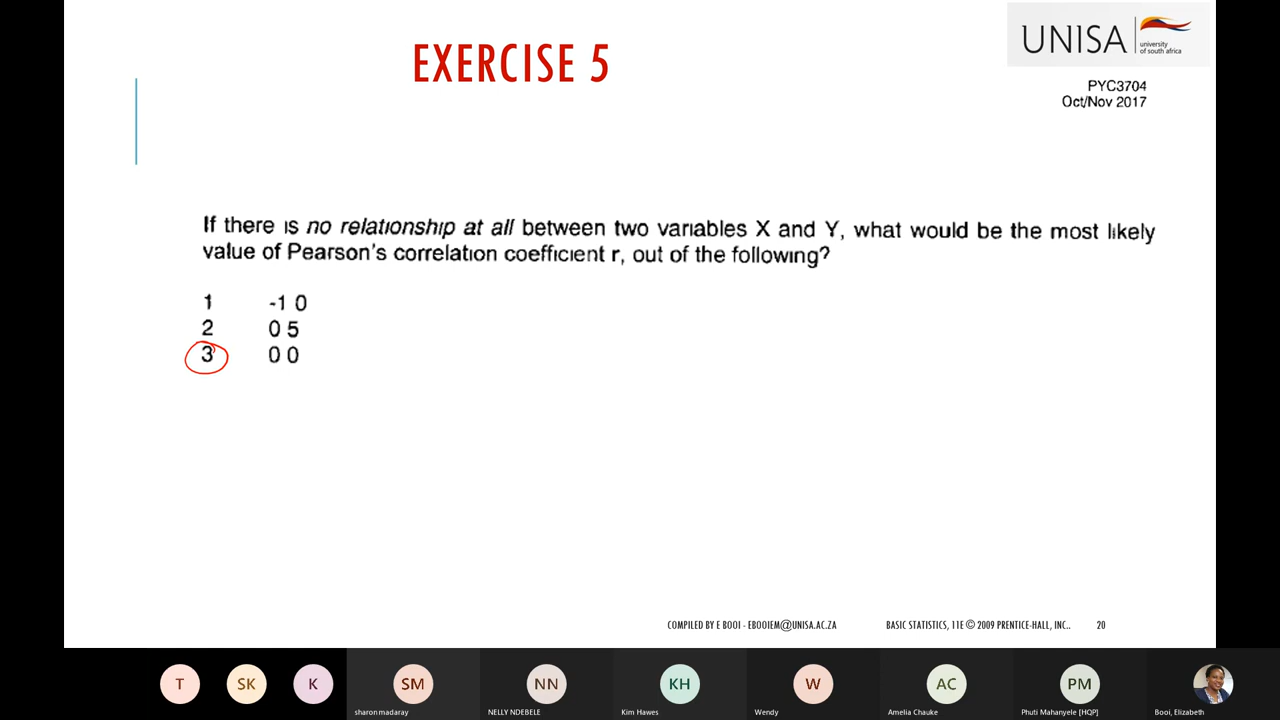 EXERCISE 5
UNISA
university
of south africa
PYC3704
Oct/Nov 2017
If there is no relationship at all between two variables X and Y, what would be the most likely
value of Pearson's correlation coefficient r, out of the following?
1 -1 0
2 0 5
3 0 0
COMPILED BY E BOOI - EBOOIEM@UNISA.AC.ZA
BASIC STATISTICS, 11E © 2009 PRENTICE-HALL, INC..
20
T
SK
K
SM
NN
KH
W
AC
PM
sharon madaray
NELLY NDEBELE
Kim Hawes
Wendy
Amelia Chauke
Phuti Mahanyele [HQP]
Booi, Elizabeth